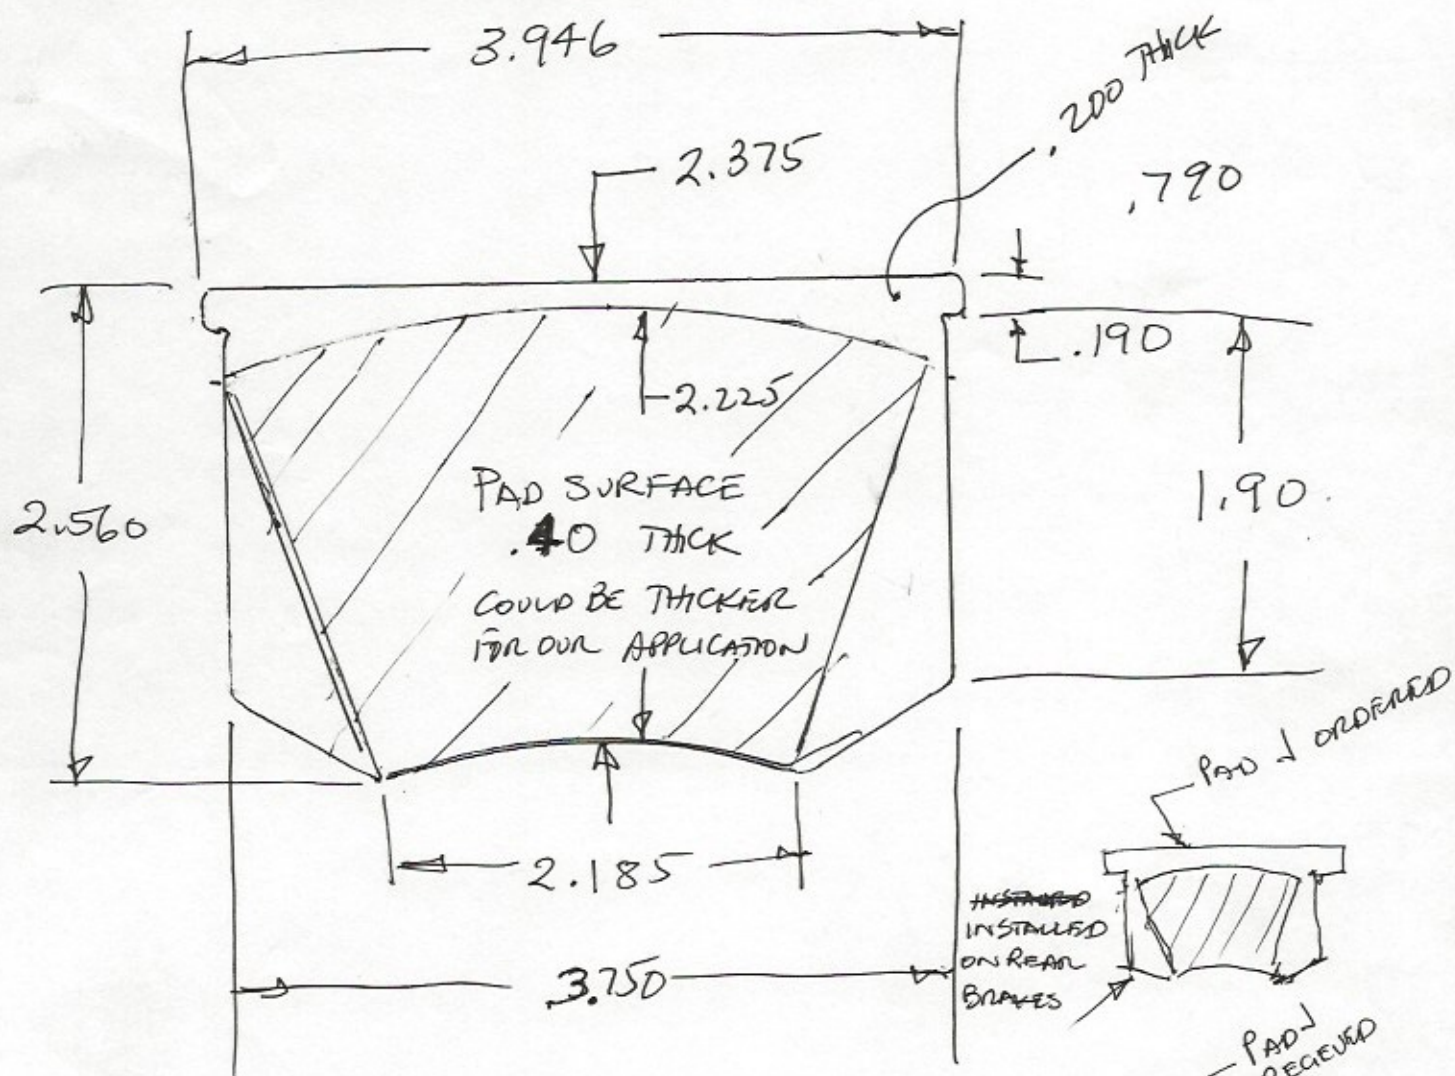 3.946
.200 THICK
2.375
.790
.190
2.225
2.560
PAD SURFACE
.40 THICK
COULD BE THICKER
FOR OUR APPLICATION
1.90
PAD I ORDERED
2.185
INSTALLED
INSTALLED
ON REAR
BRAKES
3.750
PAD I
RECEVED